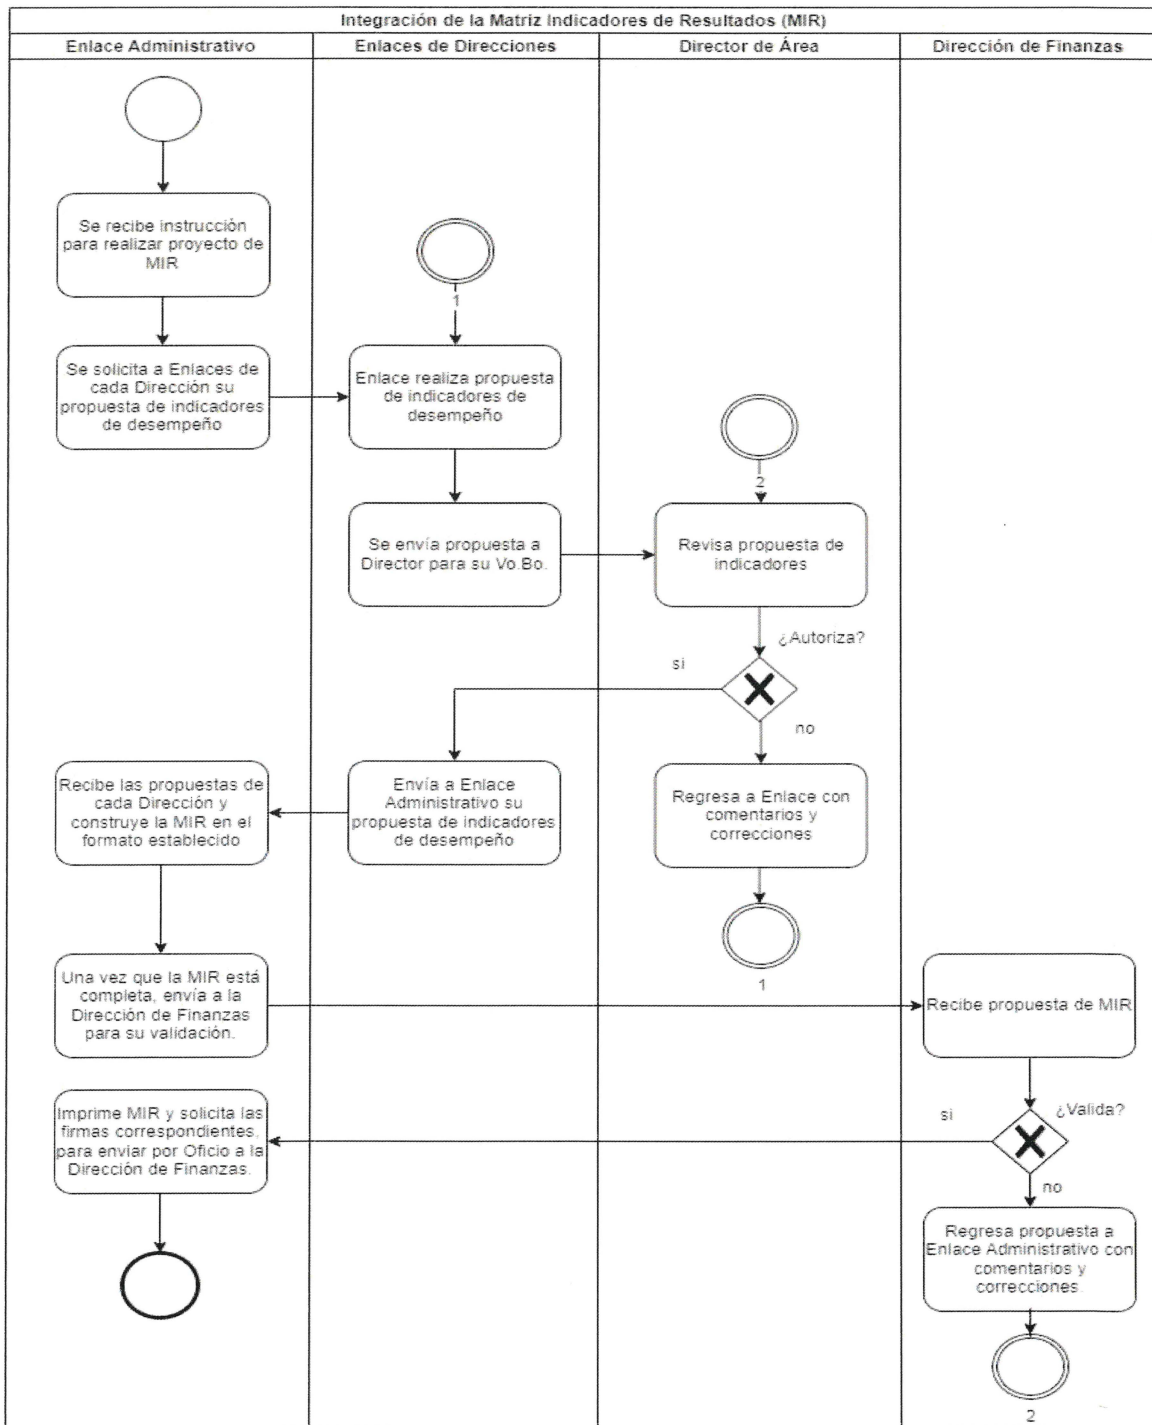 Integración de la Matriz Indicadores de Resultados (MIR)
Enlace Administrativo
Enlaces de Direcciones
Director de Área
Dirección de Finanzas
Se recibe instrucción
para realizar proyecto de
MIR
Se solicita a Enlaces de
cada Dirección su
propuesta de indicadores
de desempeño
1
Enlace realiza propuesta
de indicadores de
desempeño
Se envía propuesta a
Director para su Vo.Bo.
2
Revisa propuesta de
indicadores
¿Autoriza?
si
no
Regresa a Enlace con
comentarios y
correcciones
1
Envía a Enlace
Administrativo su
propuesta de indicadores
de desempeño
Recibe las propuestas de
cada Dirección y
construye la MIR en el
formato establecido
Una vez que la MIR está
completa, envía a la
Dirección de Finanzas
para su validación.
Recibe propuesta de MIR
¿Valida?
si
no
Imprime MIR y solicita las
firmas correspondientes,
para enviar por Oficio a la
Dirección de Finanzas.
Regresa propuesta a
Enlace Administrativo con
comentarios y
correcciones.
2